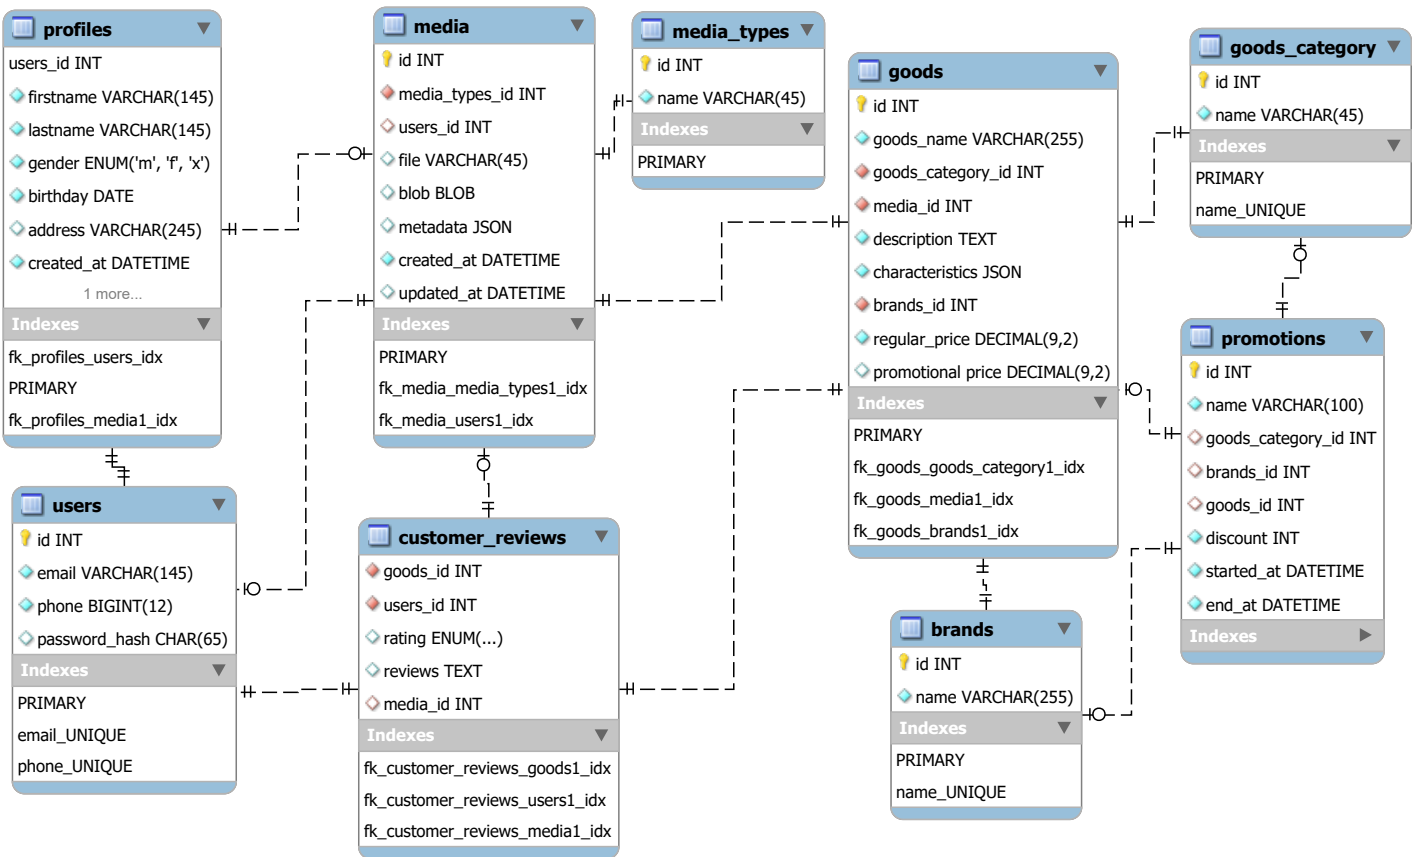 profiles
users_id INT
firstname VARCHAR(145)
lastname VARCHAR(145)
gender ENUM('m', 'f', 'x')
birthday DATE
address VARCHAR(245)
created_at DATETIME
1 more...
Indexes
fk_profiles_users_idx
PRIMARY
fk_profiles_media1_idx
media
id INT
media_types_id INT
users_id INT
file VARCHAR(45)
blob BLOB
metadata JSON
created_at DATETIME
updated_at DATETIME
Indexes
PRIMARY
fk_media_media_types1_idx
fk_media_users1_idx
media_types
id INT
name VARCHAR(45)
Indexes
PRIMARY
goods
id INT
goods_name VARCHAR(255)
goods_category_id INT
media_id INT
description TEXT
characteristics JSON
brands_id INT
regular_price DECIMAL(9,2)
promotional price DECIMAL(9,2)
Indexes
PRIMARY
fk_goods_goods_category1_idx
fk_goods_media1_idx
fk_goods_brands1_idx
goods_category
id INT
name VARCHAR(45)
Indexes
PRIMARY
name_UNIQUE
promotions
id INT
name VARCHAR(100)
goods_category_id INT
brands_id INT
goods_id INT
discount INT
started_at DATETIME
end_at DATETIME
Indexes
users
id INT
email VARCHAR(145)
phone BIGINT(12)
password_hash CHAR(65)
Indexes
PRIMARY
email_UNIQUE
phone_UNIQUE
customer_reviews
goods_id INT
users_id INT
rating ENUM(...)
reviews TEXT
media_id INT
Indexes
fk_customer_reviews_goods1_idx
fk_customer_reviews_users1_idx
fk_customer_reviews_media1_idx
brands
id INT
name VARCHAR(255)
Indexes
PRIMARY
name_UNIQUE